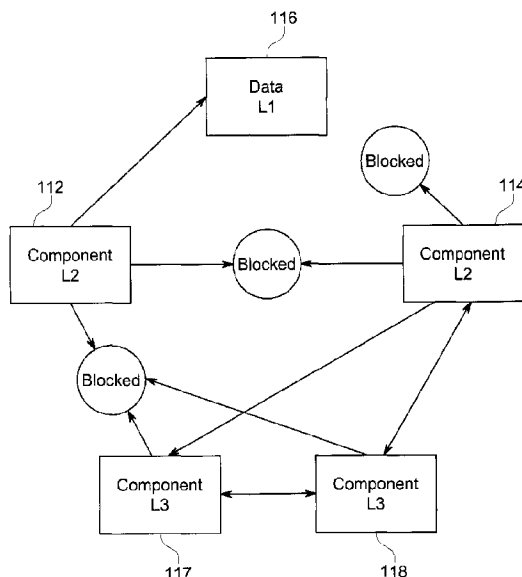 116
Data
L1
Blocked
112
114
Component
L2
Blocked
Component
L2
Blocked
Component
L3
Component
L3
117
118